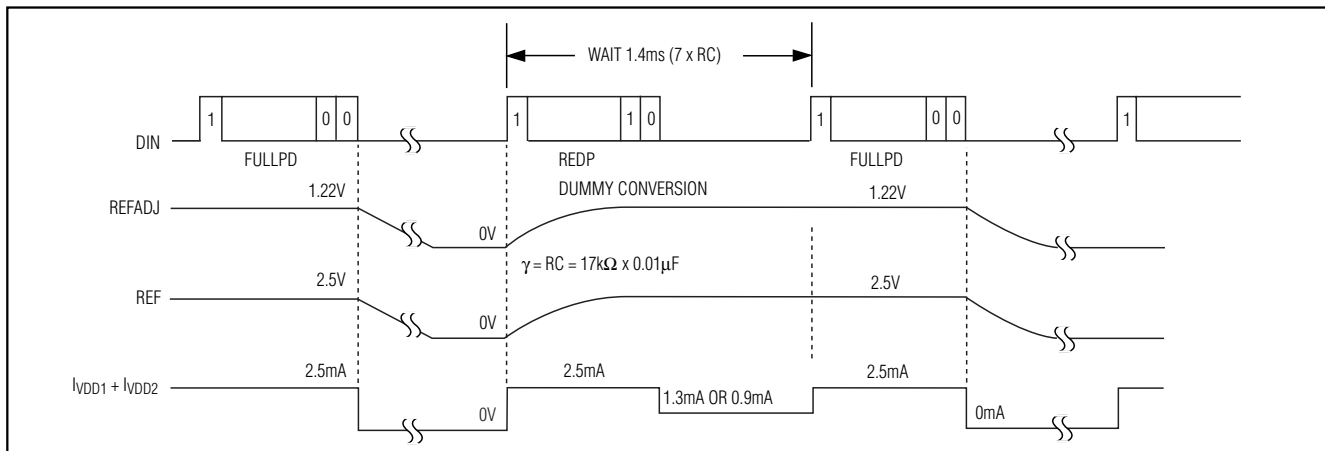 WAIT 1.4ms (7 x RC)
DIN
1
0 0
1
1 0
1
0 0
1
FULLPD
REDP
FULLPD
REFADJ
1.22V
0V
DUMMY CONVERSION
1.22V
γ = RC = 17kΩ x 0.01μF
REF
2.5V
0V
2.5V
IVDD1 + IVDD2
2.5mA
0V
2.5mA
1.3mA OR 0.9mA
2.5mA
0mA